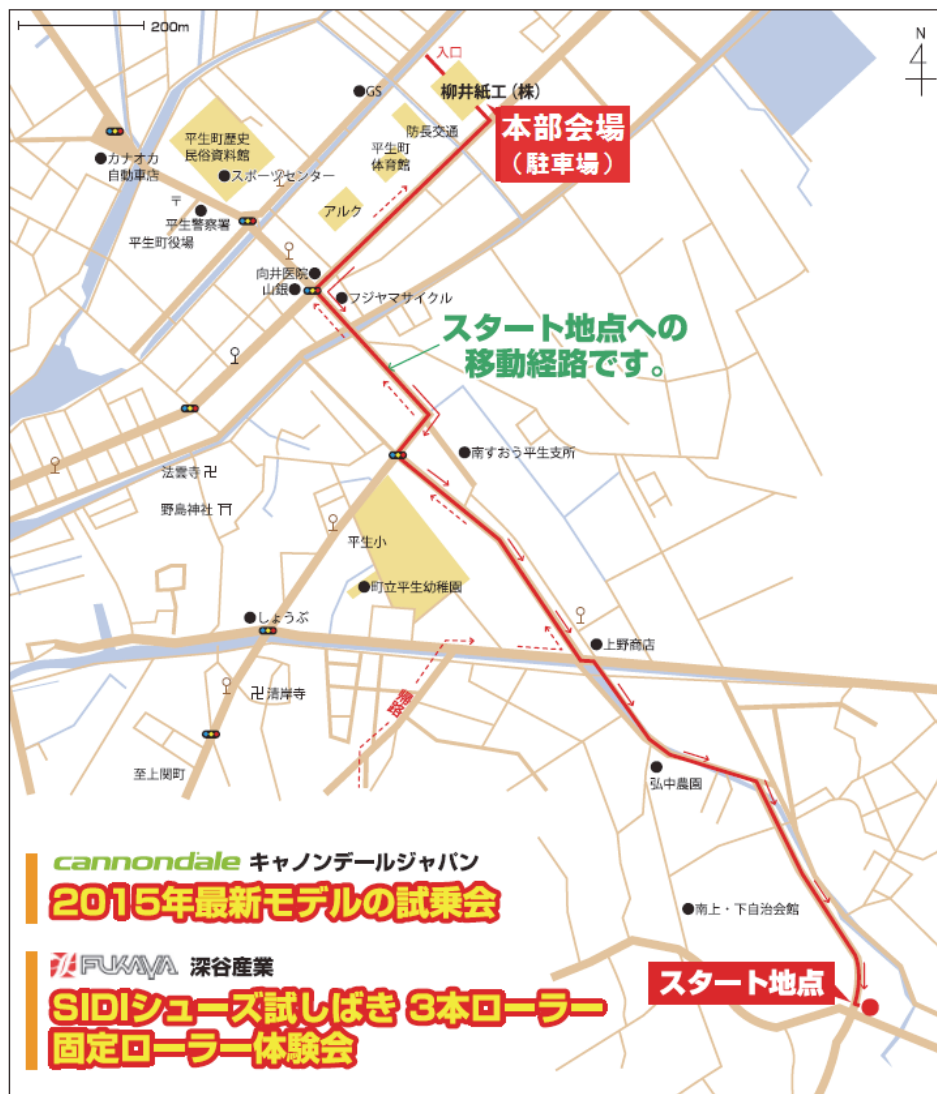 200m
N
入口
GS
柳井紙工(株)
本部会場
(駐車場)
防長交通
平生町
体育館
平生町歴史
民俗資料館
スポーツセンター
カナオカ
自動車店
〒
平生警察署
平生町役場
アルク
向井医院
山銀
フジヤマサイクル
スタート地点への
移動経路です。
南すおう平生支所
法雲寺 卍
野島神社
平生小
町立平生幼稚園
しょうぶ
上野商店
卍 清岸寺
帰路
至上関町
弘中農園
南上・下自治会館
スタート地点
cannondale キャノンデールジャパン
2015年最新モデルの試乗会
FUKAYA 深谷産業
SIDIシューズ試しばき 3本ローラー
固定ローラー体験会